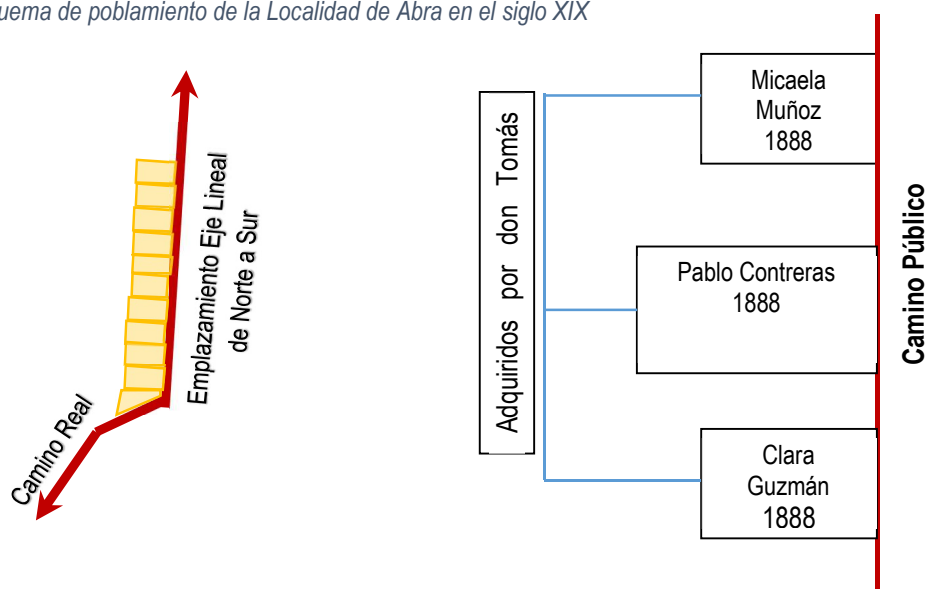 uema de poblamiento de la Localidad de Abra en el siglo XIX
Camino Real
Emplazamiento Eje Lineal
de Norte a Sur
Adquiridos por don Tomás
Micaela
Muñoz
1888
Pablo Contreras
1888
Clara
Guzmán
1888
Camino Público